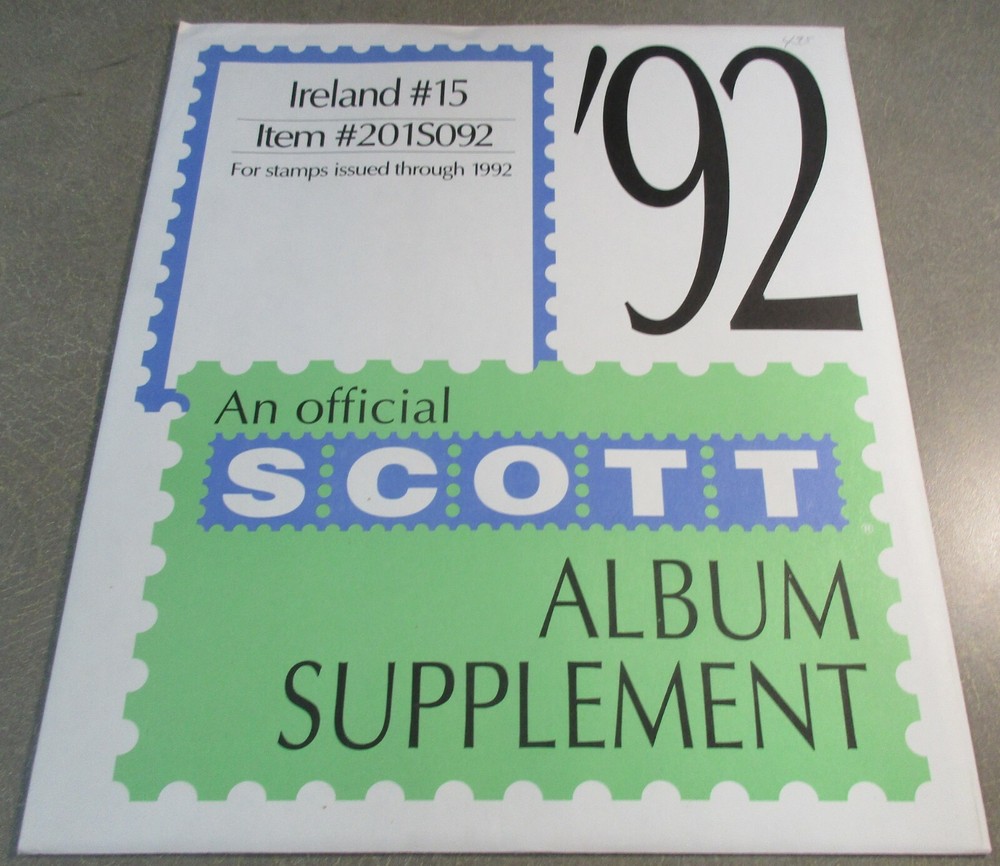 Ireland #15
Item #201S092
For stamps issued through 1992
'92
An official
SCOTT
®
ALBUM
SUPPLEMENT